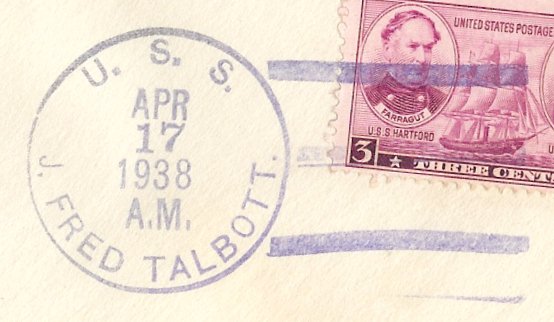 U. S. S.
APR
17
1938
A.M.
J. FRED TALBOTT.
UNITED STATES POSTAGE
FARRAGUT
U.S.S HARTFORD
3
THREE CENT